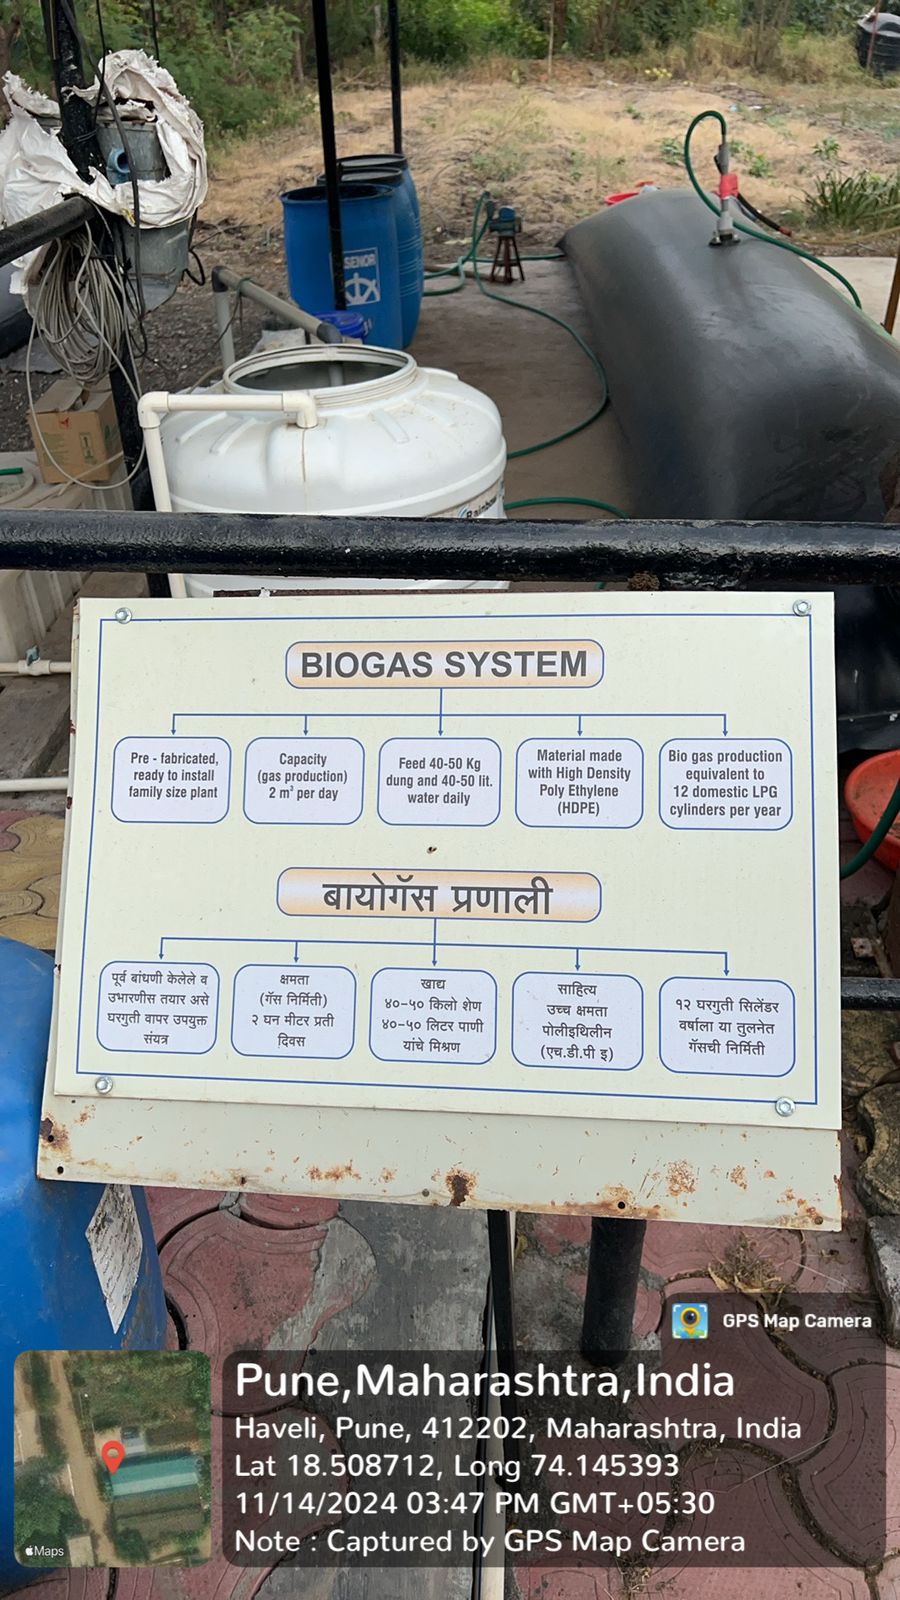 SENOR
Rainbow
BIOGAS SYSTEM
Pre - fabricated,
ready to install
family size plant
Capacity
(gas production)
2 m³ per day
Feed 40-50 Kg
dung and 40-50 lit.
water daily
Material made
with High Density
Poly Ethylene
(HDPE)
Bio gas production
equivalent to
12 domestic LPG
cylinders per year
बायोगॅस प्रणाली
पूर्व बांधणी केलेले व
उभारणीस तयार असे
घरगुती वापर उपयुक्त
संयत्र
क्षमता
(गॅस निर्मिती)
२ घन मीटर प्रती
दिवस
खाद्य
४०–५० किलो शेण
४०–५० लिटर पाणी
यांचे मिश्रण
साहित्य
उच्च क्षमता
पोलीइथिलीन
(एच.डी.पी इ)
१२ घरगुती सिलेंडर
वर्षाला या तुलनेत
गॅसची निर्मिती
GPS Map Camera
Pune,Maharashtra,India
Haveli, Pune, 412202, Maharashtra, India
Lat 18.508712, Long 74.145393
11/14/2024 03:47 PM GMT+05:30
Note : Captured by GPS Map Camera
Maps